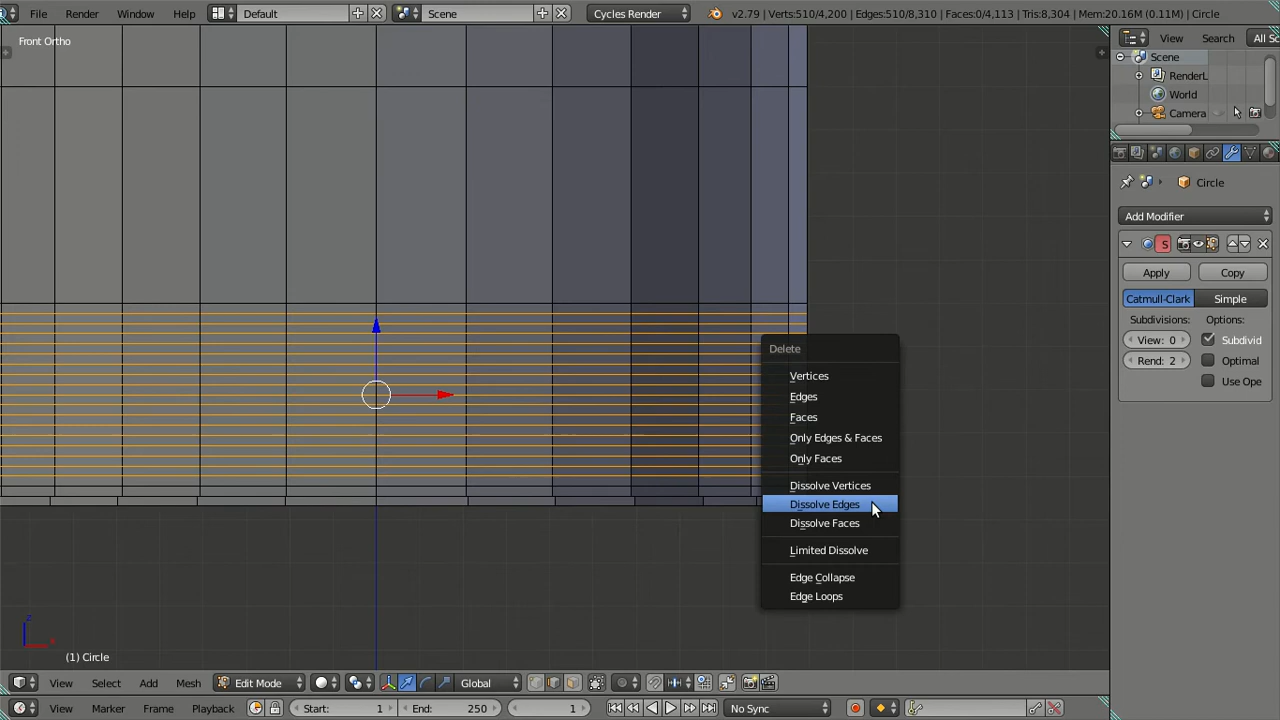 File Render Window Help Default Scene Cycles Render v2.79 | Verts:510/4,200 | Edges:510/8,310 | Faces:0/4,113 | Tris:8,304 | Mem:20.16M (0.11M) | Circle
Front Ortho
View Search All Sc
Scene
RenderL
World
Camera
Circle
Add Modifier
S
Apply Copy
Catmull-Clark Simple
Subdivisions: Options:
View: 0 Subdivid
Rend: 2 Optimal
Use Ope
Delete
Vertices
Edges
Faces
Only Edges & Faces
Only Faces
Dissolve Vertices
Dissolve Edges
Dissolve Faces
Limited Dissolve
Edge Collapse
Edge Loops
z
x
(1) Circle
View Select Add Mesh Edit Mode Global
View Marker Frame Playback Start: 1 End: 250 1 No Sync